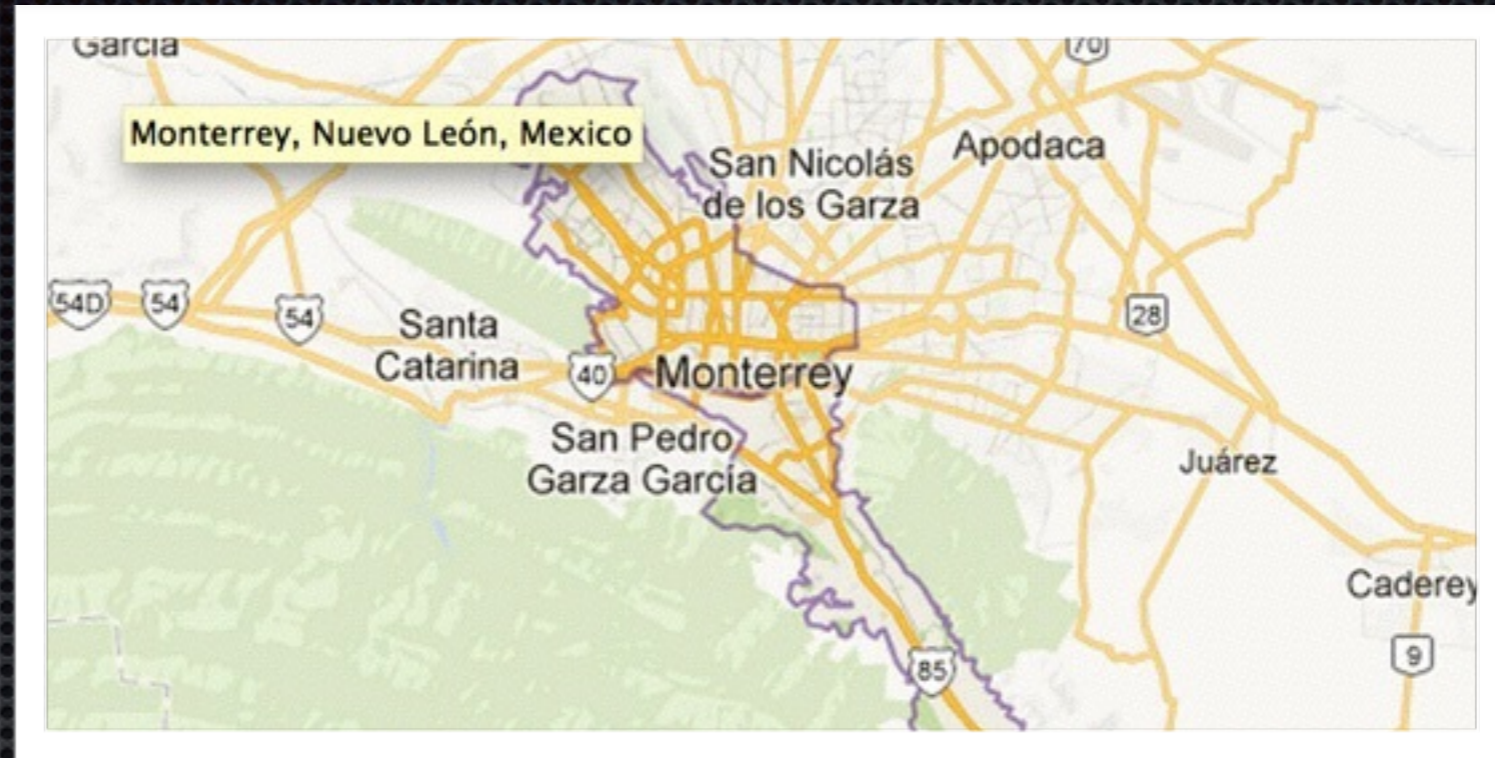 García
70
Monterrey, Nuevo León, Mexico
San Nicolás
de los Garza
Apodaca
54D
54
54
Santa
Catarina
40
Monterrey
28
San Pedro
Garza García
Juárez
Caderey
85
9